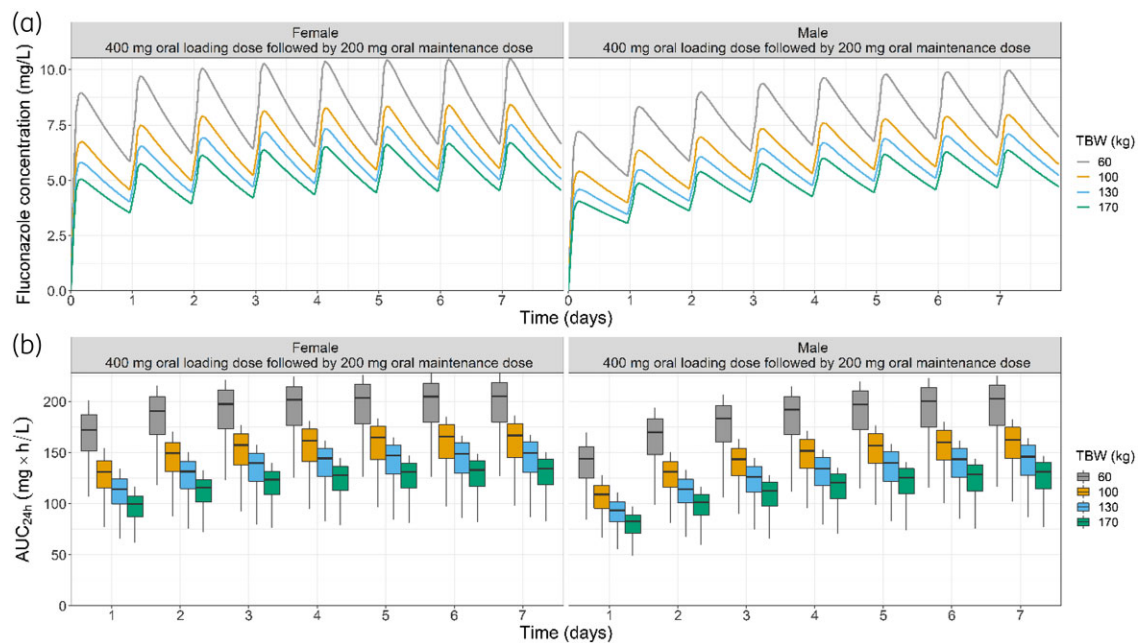 (a)
Female
400 mg oral loading dose followed by 200 mg oral maintenance dose
Male
400 mg oral loading dose followed by 200 mg oral maintenance dose
Fluconazole concentration (mg/L)
10.0
7.5
5.0
2.5
0.0
0 1 2 3 4 5 6 7
0 1 2 3 4 5 6 7
Time (days)
Time (days)
TBW (kg)
60
100
130
170
(b)
Female
400 mg oral loading dose followed by 200 mg oral maintenance dose
Male
400 mg oral loading dose followed by 200 mg oral maintenance dose
AUC24h (mg × h / L)
200
150
100
50
0
1 2 3 4 5 6 7
1 2 3 4 5 6 7
Time (days)
Time (days)
TBW (kg)
60
100
130
170